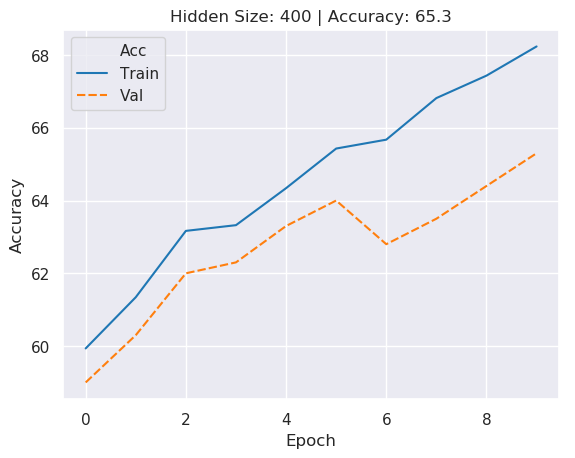 Hidden Size: 400 | Accuracy: 65.3
Acc
Train
Val
Accuracy
68
66
64
62
60
0 2 4 6 8
Epoch